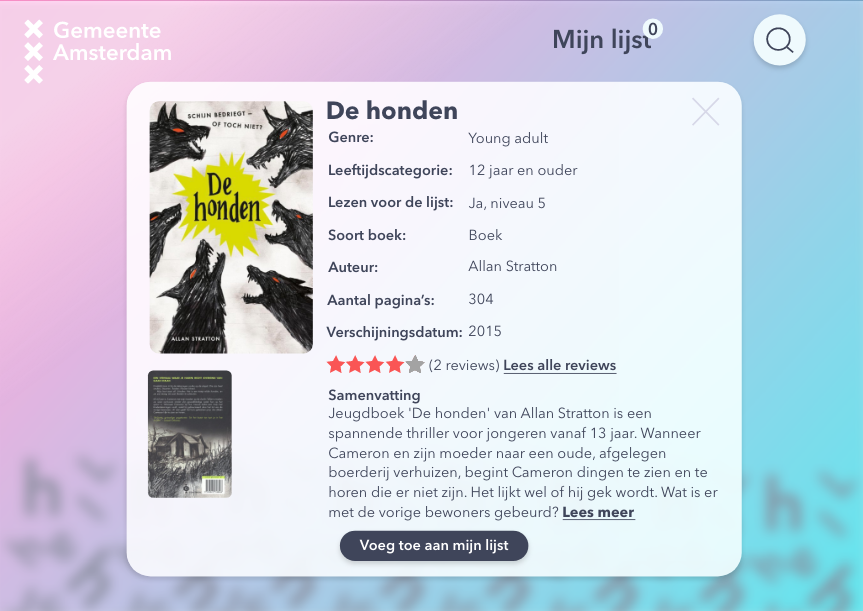 Gemeente
Amsterdam
Mijn lijst 0
SCHIJN BEDRIEGT –
OF TOCH NIET?
De
honden
ALLAN STRATTON
De honden
Genre: Young adult
Leeftijdscategorie: 12 jaar en ouder
Lezen voor de lijst: Ja, niveau 5
Soort boek: Boek
Auteur: Allan Stratton
Aantal pagina's: 304
Verschijningsdatum: 2015
(2 reviews) Lees alle reviews
Samenvatting
Jeugdboek 'De honden' van Allan Stratton is een
spannende thriller voor jongeren vanaf 13 jaar. Wanneer
Cameron en zijn moeder naar een oude, afgelegen
boerderij verhuizen, begint Cameron dingen te zien en te
horen die er niet zijn. Het lijkt wel of hij gek wordt. Wat is er
met de vorige bewoners gebeurd? Lees meer
Voeg toe aan mijn lijst